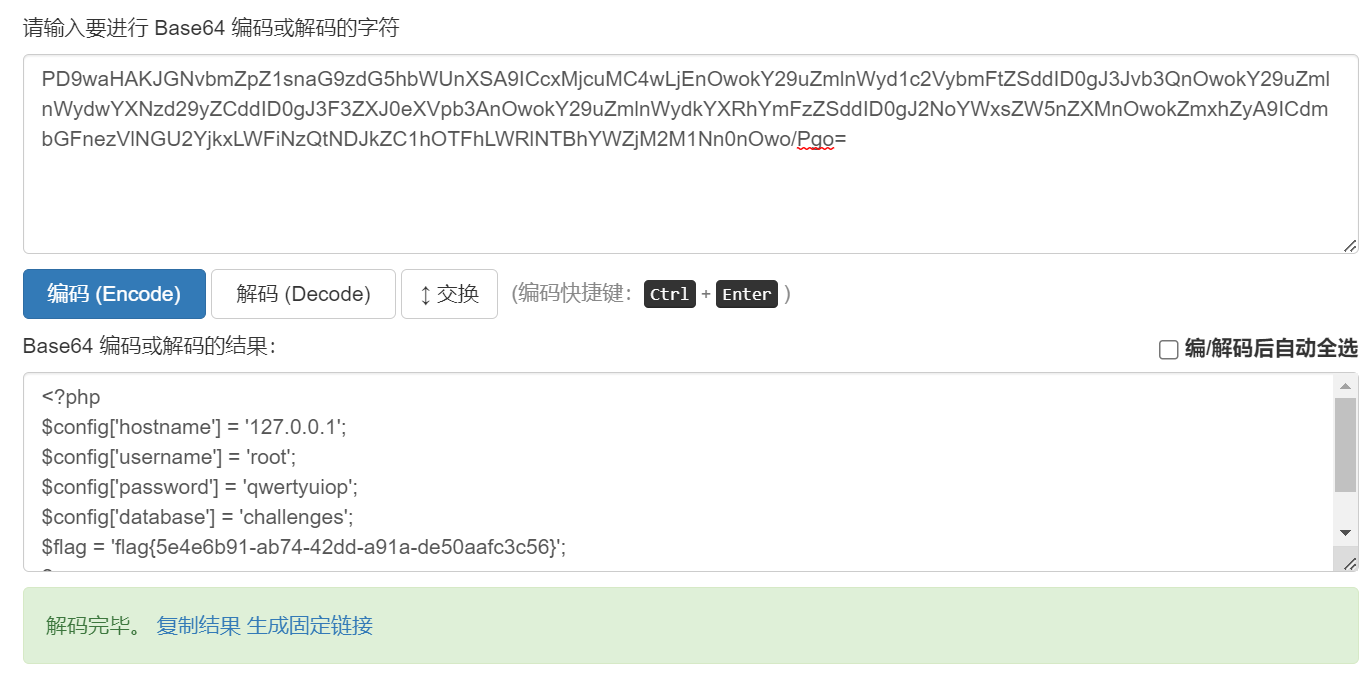 请输入要进行 Base64 编码或解码的字符
PD9waHAKJGNvbmZpZ1snaG9zdG5hbWUnXSA9ICcxMjcuMC4wLjEnOwokY29uZmlnWyd1c2VybmFtZSddID0gJ3Jvb3QnOwokY29uZml
nWydwYXNzd29yZCddID0gJ3F3ZXJ0eXVpb3AnOwokY29uZmlnWydkYXRhYmFzZSddID0gJ2NoYWxsZW5nZXMnOwokZmxhZyA9ICdm
bGFnezVlNGU2YjkxLWFiNzQtNDJkZC1hOTFhLWRlNTBhYWZjM2M1Nn0nOwo/Pgo=
编码 (Encode) 解码 (Decode) ↕ 交换 (编码快捷键: Ctrl + Enter )
Base64 编码或解码的结果:
编/解码后自动全选
<?php
$config['hostname'] = '127.0.0.1';
$config['username'] = 'root';
$config['password'] = 'qwertyuiop';
$config['database'] = 'challenges';
$flag = 'flag{5e4e6b91-ab74-42dd-a91a-de50aafc3c56}';
解码完毕。 复制结果 生成固定链接